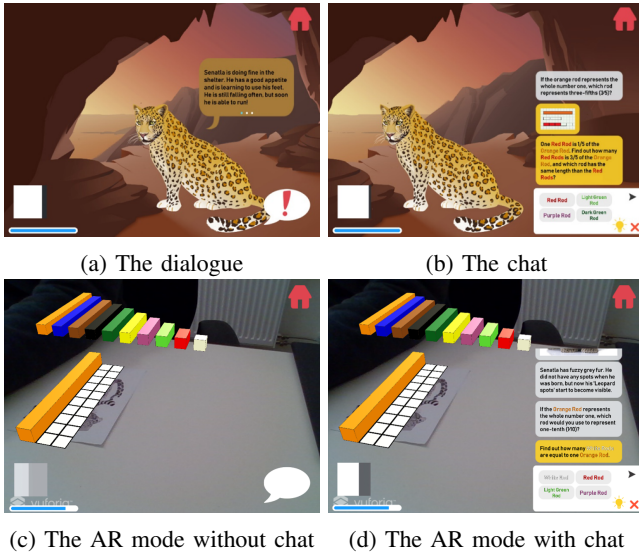 Senatla is doing fine in the
shelter. He has a good appetite
and is learning to use his feet.
He is still falling often, but soon
he is able to run!
(a) The dialogue
If the orange rod represents the
whole number one, which rod
represents three-fifths (3/5)?
One Red Rod is 1/5 of the
Orange Rod. Find out how many
Red Rods is 3/5 of the Orange
Rod, and which rod has the
same length than the Red
Rods?
Red Rod
Light Green
Rod
Purple Rod
Dark Green
Rod
(b) The chat
vuforia
(c) The AR mode without chat
Senatla has fuzzy grey fur. He
did not have any spots when he
was born, but now his 'Leopard
spots' start to become visible.
If the Orange Rod represents
the whole number one, which
rod would you use to represent
one-tenth (1/10)?
Find out how many
are equal to one Orange Rod.
White Rod
Red Rod
Light Green
Rod
Purple Rod
vuforia
(d) The AR mode with chat